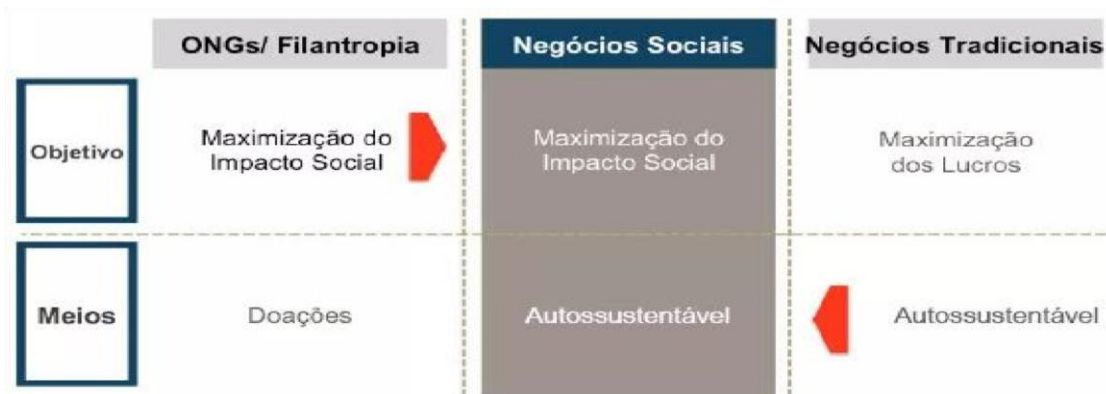 ONGs/ Filantropia
Negócios Sociais
Negócios Tradicionais
Objetivo
Maximização do
Impacto Social
Maximização do
Impacto Social
Maximização
dos Lucros
Meios
Doações
Autossustentável
Autossustentável